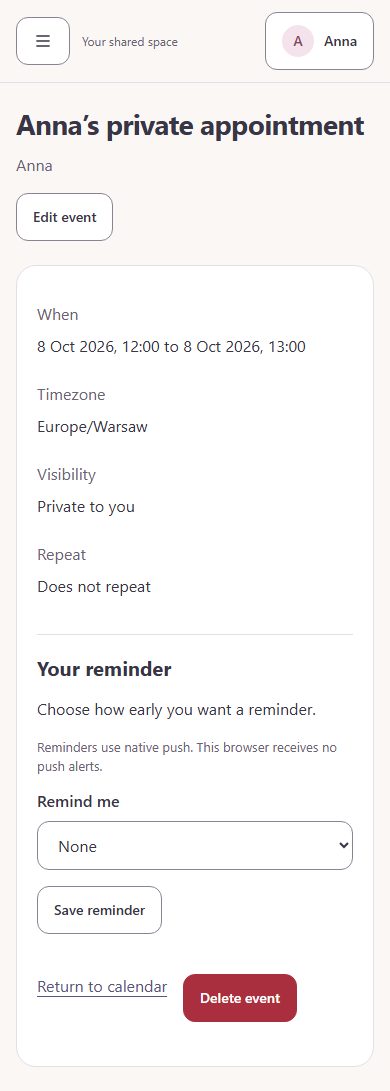 Your shared space
A
Anna
Anna’s private appointment
Anna
Edit event
When
8 Oct 2026, 12:00 to 8 Oct 2026, 13:00
Timezone
Europe/Warsaw
Visibility
Private to you
Repeat
Does not repeat
Your reminder
Choose how early you want a reminder.
Reminders use native push. This browser receives no
push alerts.
Remind me
None
Save reminder
Return to calendar
Delete event